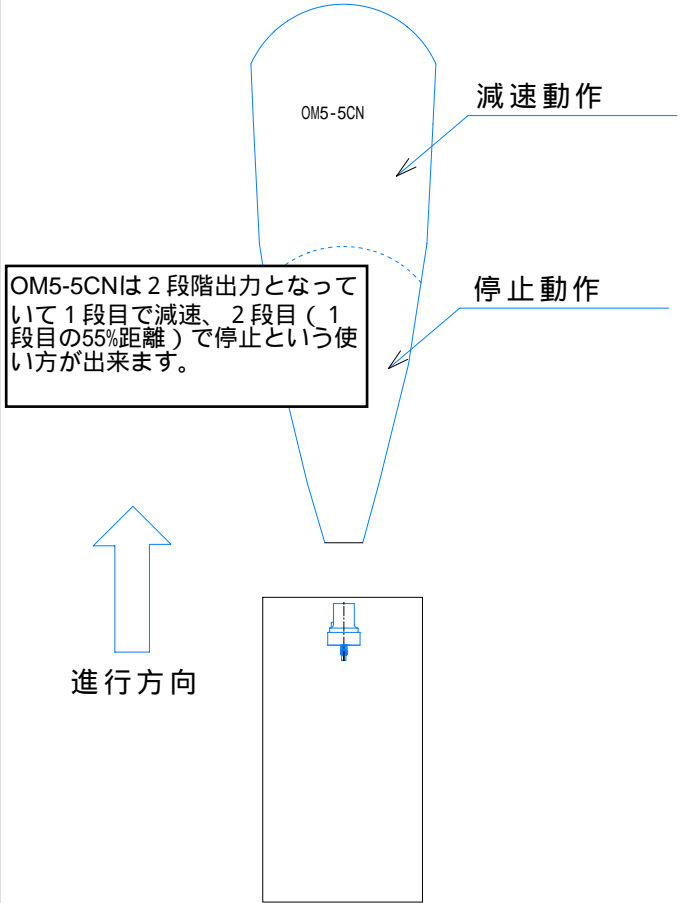 減速動作
OM5-5CN
OM5-5CNは２段階出力となって
いて１段目で減速、２段目（１
段目の55%距離）で停止という使
い方が出来ます。
停止動作
進行方向